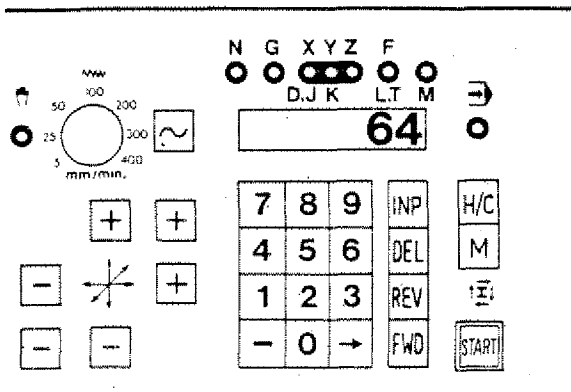 N G X Y Z F
D.J K L.T M
50 100 200
25 300
5 400
mm/min.
64
+ + 7 8 9 INP H/C
4 5 6 DEL M
- + 1 2 3 REV
- - - 0 → FWD START